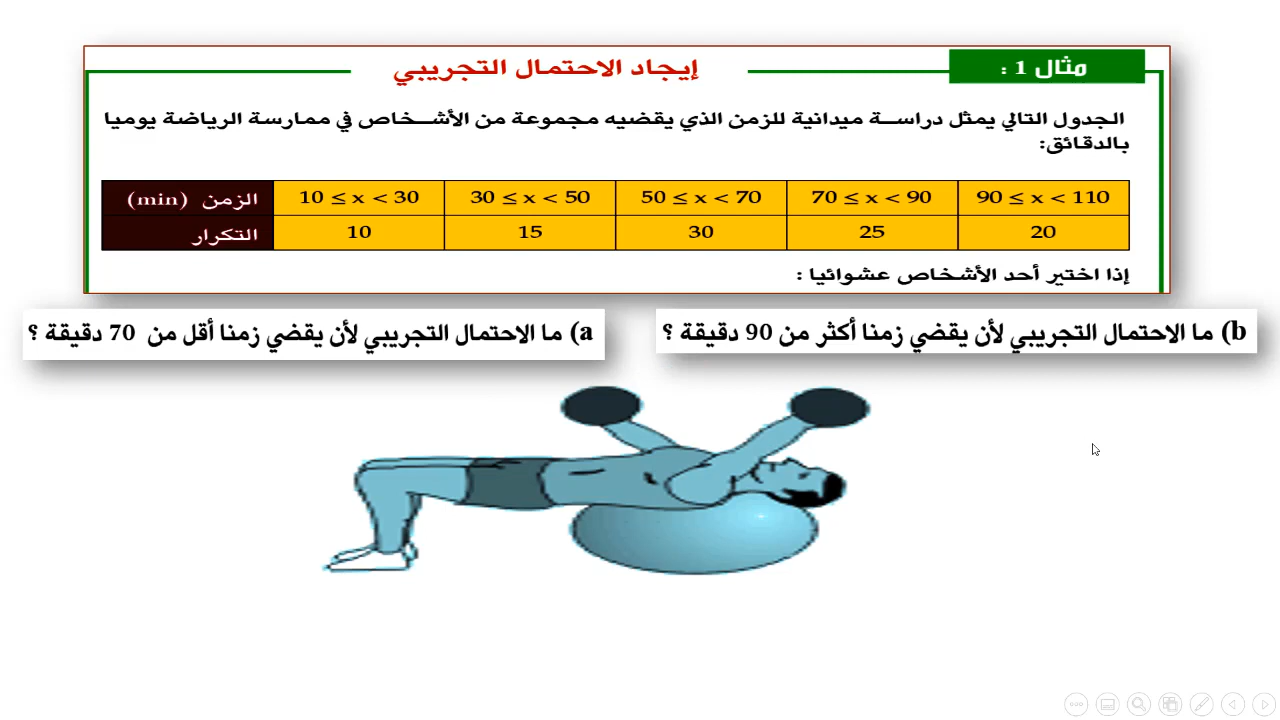 مثال 1 :
إيجاد الاحتمال التجريبي
الجدول التالي يمثل دراسة ميدانية للزمن الذي يقضيه مجموعة من الأشخاص في ممارسة الرياضة يوميا
بالدقائق:
الزمن (min) 10 ≤ x < 30 30 ≤ x < 50 50 ≤ x < 70 70 ≤ x < 90 90 ≤ x < 110
التكرار 10 15 30 25 20
إذا اختير أحد الأشخاص عشوائيا :
a) ما الاحتمال التجريبي لأن يقضي زمنا أقل من 70 دقيقة ؟
b) ما الاحتمال التجريبي لأن يقضي زمنا أكثر من 90 دقيقة ؟